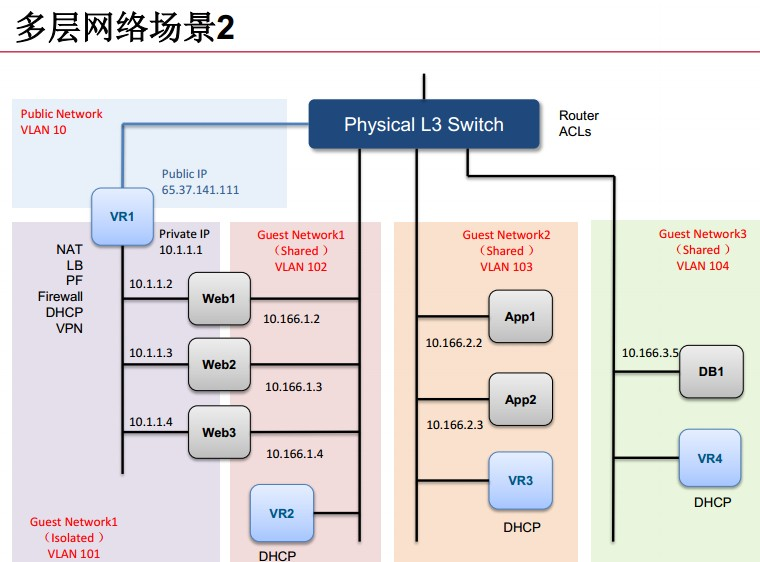 多层网络场景2
Physical L3 Switch
Router
ACLs
Public Network
VLAN 10
Public IP
65.37.141.111
VR1
Private IP
10.1.1.1
NAT
LB
PF
Firewall
DHCP
VPN
10.1.1.2
Web1
10.166.1.2
10.1.1.3
Web2
10.166.1.3
10.1.1.4
Web3
10.166.1.4
Guest Network1
（Isolated ）
VLAN 101
Guest Network1
（Shared ）
VLAN 102
VR2
DHCP
Guest Network2
（Shared ）
VLAN 103
App1
10.166.2.2
App2
10.166.2.3
VR3
DHCP
Guest Network3
（Shared ）
VLAN 104
10.166.3.5
DB1
VR4
DHCP